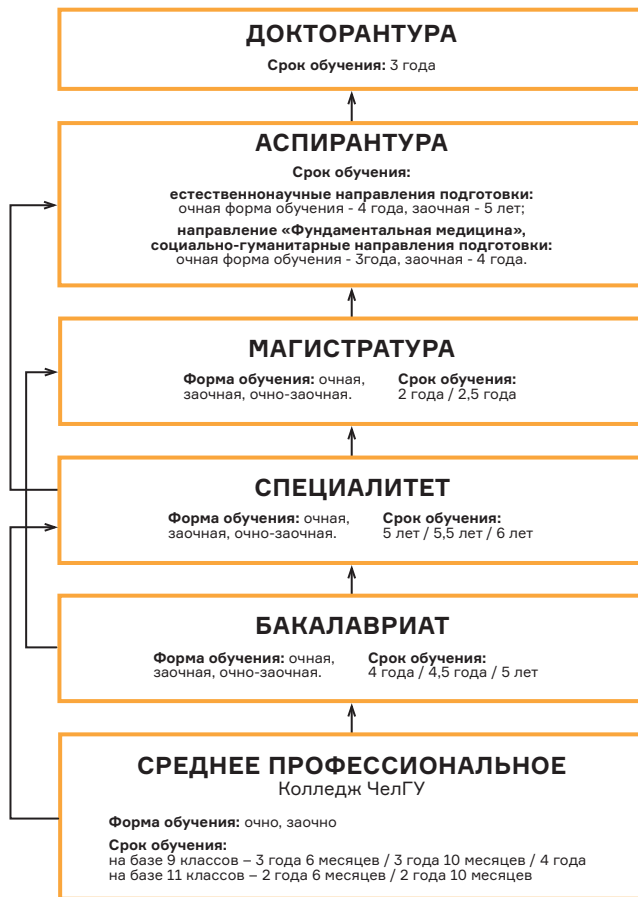 ДОКТОРАНТУРА
Срок обучения: 3 года
АСПИРАНТУРА
Срок обучения:
естественнонаучные направления подготовки:
очная форма обучения - 4 года, заочная - 5 лет;
направление «Фундаментальная медицина»,
социально-гуманитарные направления подготовки:
очная форма обучения - 3года, заочная - 4 года.
МАГИСТРАТУРА
Форма обучения: очная,
заочная, очно-заочная.
Срок обучения:
2 года / 2,5 года
СПЕЦИАЛИТЕТ
Форма обучения: очная,
заочная, очно-заочная.
Срок обучения:
5 лет / 5,5 лет / 6 лет
БАКАЛАВРИАТ
Форма обучения: очная,
заочная, очно-заочная.
Срок обучения:
4 года / 4,5 года / 5 лет
СРЕДНЕЕ ПРОФЕССИОНАЛЬНОЕ
Колледж ЧелГУ
Форма обучения: очно, заочно
Срок обучения:
на базе 9 классов – 3 года 6 месяцев / 3 года 10 месяцев / 4 года
на базе 11 классов – 2 года 6 месяцев / 2 года 10 месяцев